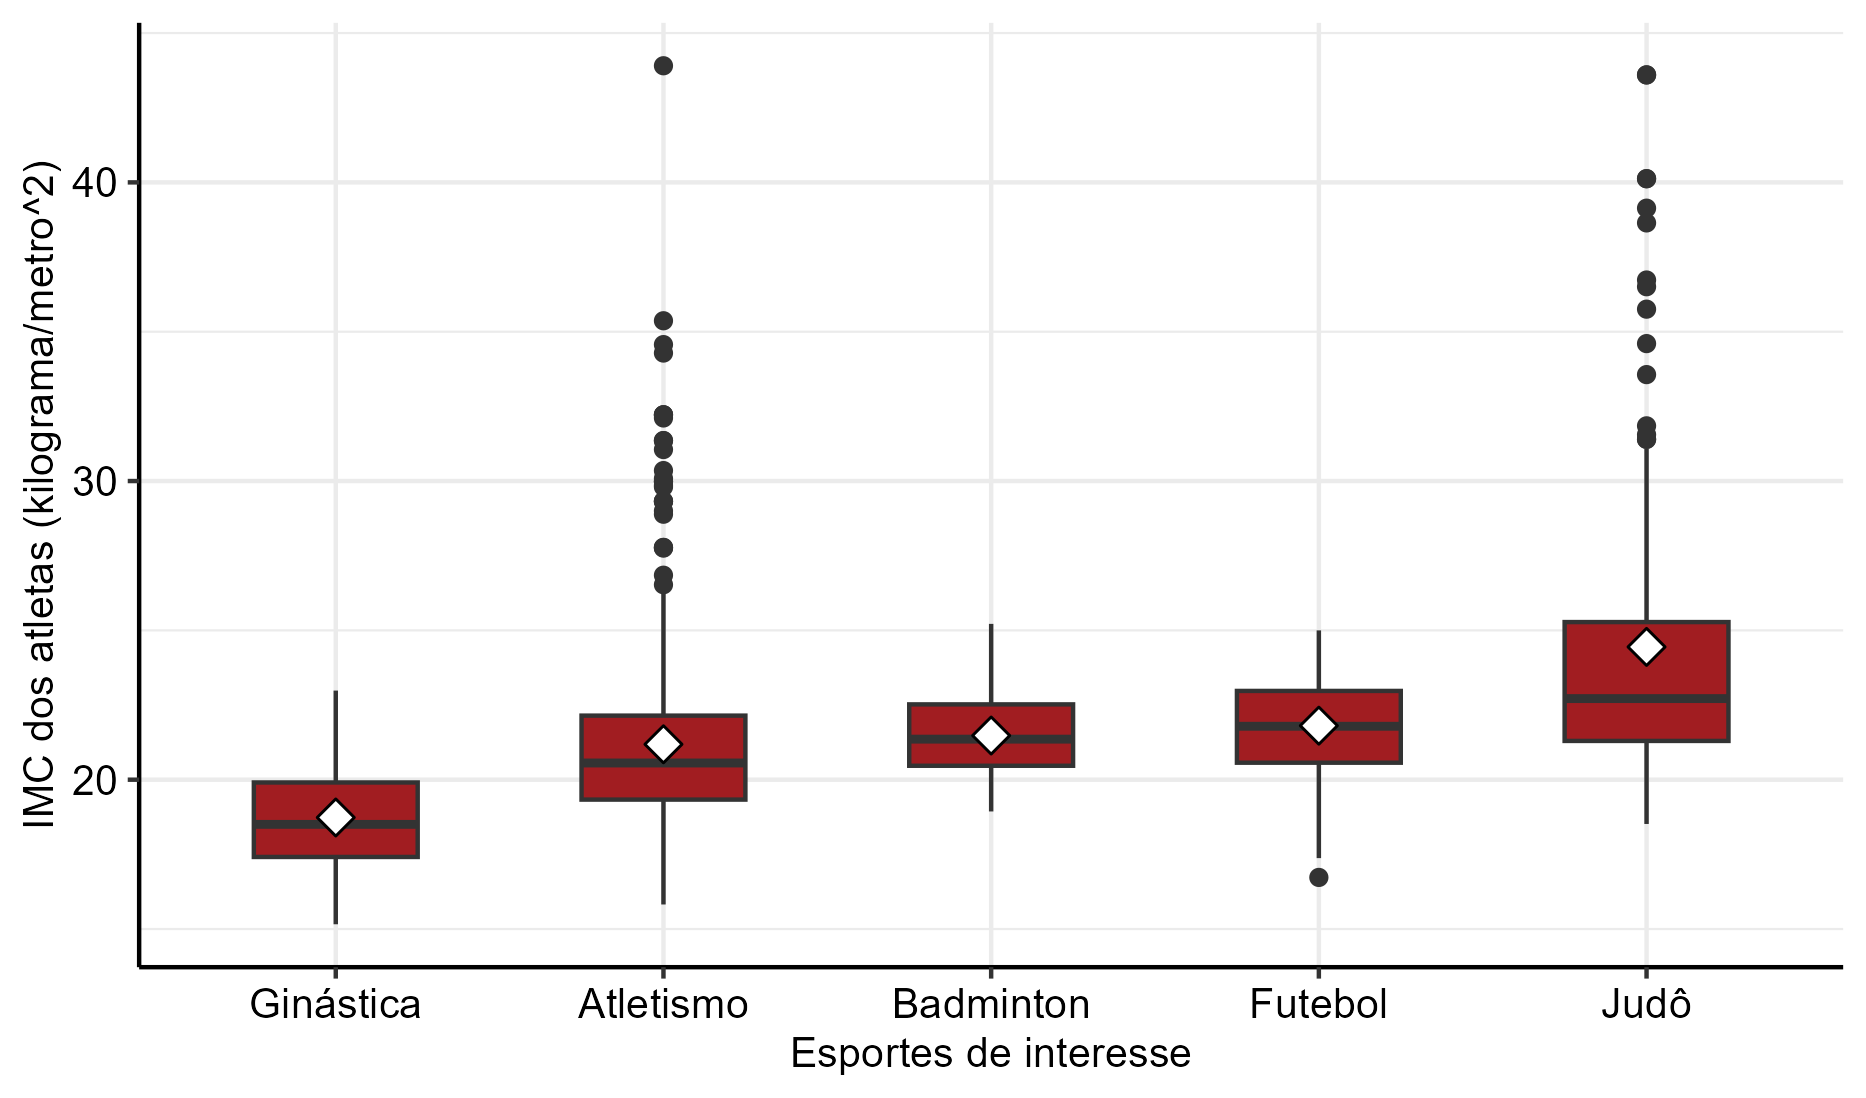 IMC dos atletas (kilograma/metro^2)
40
30
20
Ginástica Atletismo Badminton Futebol Judô
Esportes de interesse